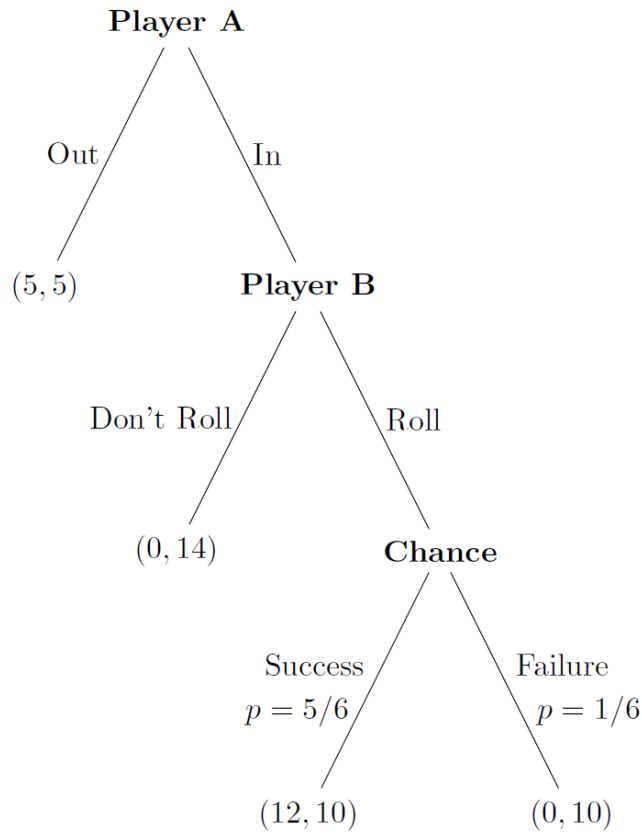 Player A
Out
In
(5, 5)
Player B
Don't Roll
Roll
(0, 14)
Chance
Success
Failure
p = 5/6
p = 1/6
(12, 10)
(0, 10)